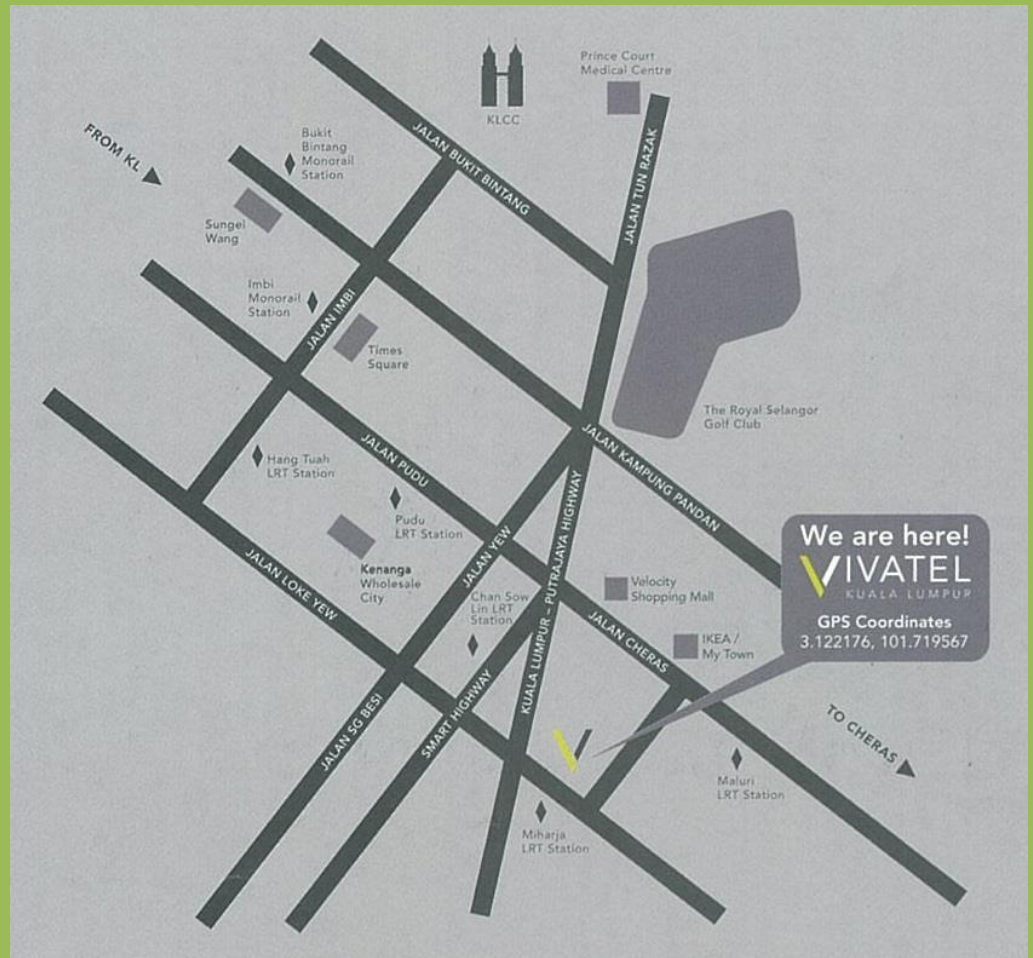 Prince Court
Medical Centre
KLCC
FROM KL
Bukit
Bintang
Monorail
Station
JALAN BUKIT BINTANG
JALAN TUN RAZAK
Sungei
Wang
Imbi
Monorail
Station
JALAN IMBI
Times
Square
The Royal Selangor
Golf Club
JALAN PUDU
JALAN KAMPUNG PANDAN
Hang Tuah
LRT Station
Pudu
LRT Station
Kenanga
Wholesale
City
JALAN LOKE YEW
JALAN YEW
KUALA LUMPUR – PUTRAJAYA HIGHWAY
Chan Sow
Lin LRT
Station
Velocity
Shopping Mall
JALAN CHERAS
IKEA /
My Town
We are here!
VIVATEL
KUALA LUMPUR
GPS Coordinates
3.122176, 101.719567
JALAN SG BESI
SMART HIGHWAY
TO CHERAS
Maluri
LRT Station
Miharja
LRT Station